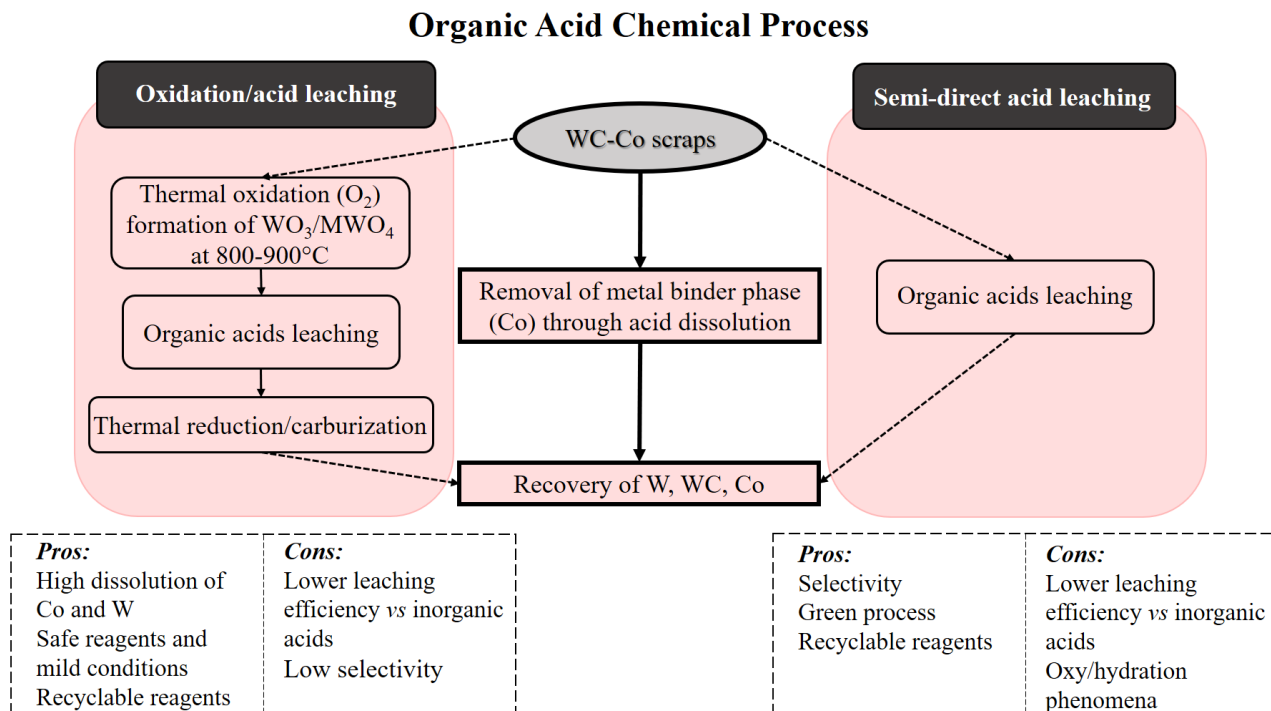 Organic Acid Chemical Process
Oxidation/acid leaching
Thermal oxidation (O₂)
formation of WO₃/MWO₄
at 800-900°C
Organic acids leaching
Thermal reduction/carburization
WC-Co scraps
Removal of metal binder phase
(Co) through acid dissolution
Recovery of W, WC, Co
Semi-direct acid leaching
Organic acids leaching
Pros:
High dissolution of
Co and W
Safe reagents and
mild conditions
Recyclable reagents
Cons:
Lower leaching
efficiency vs inorganic
acids
Low selectivity
Pros:
Selectivity
Green process
Recyclable reagents
Cons:
Lower leaching
efficiency vs inorganic
acids
Oxy/hydration
phenomena